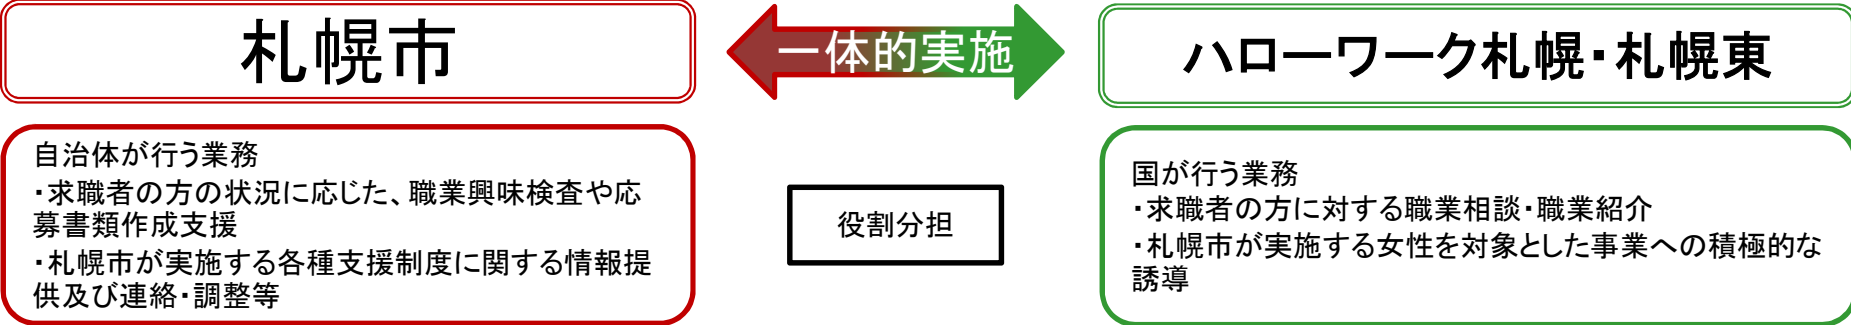 札幌市
一体的実施
ハローワーク札幌・札幌東
自治体が行う業務
・求職者の方の状況に応じた、職業興味検査や応
募書類作成支援
・札幌市が実施する各種支援制度に関する情報提
供及び連絡・調整等
役割分担
国が行う業務
・求職者の方に対する職業相談・職業紹介
・札幌市が実施する女性を対象とした事業への積極的な
誘導